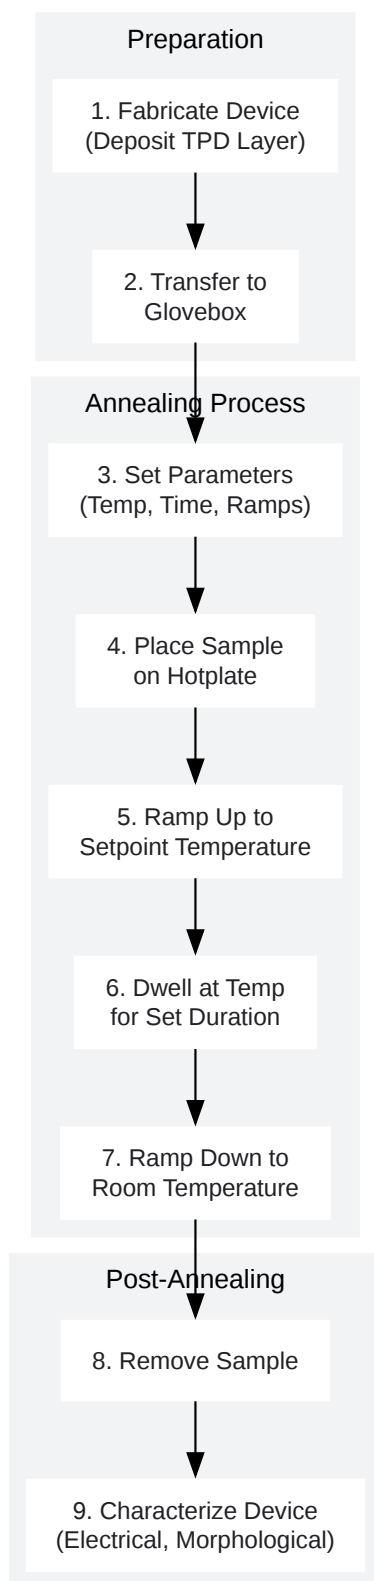 Preparation
1. Fabricate Device
(Deposit TPD Layer)
2. Transfer to
Glovebox
Annealing Process
3. Set Parameters
(Temp, Time, Ramps)
4. Place Sample
on Hotplate
5. Ramp Up to
Setpoint Temperature
6. Dwell at Temp
for Set Duration
7. Ramp Down to
Room Temperature
Post-Annealing
8. Remove Sample
9. Characterize Device
(Electrical, Morphological)